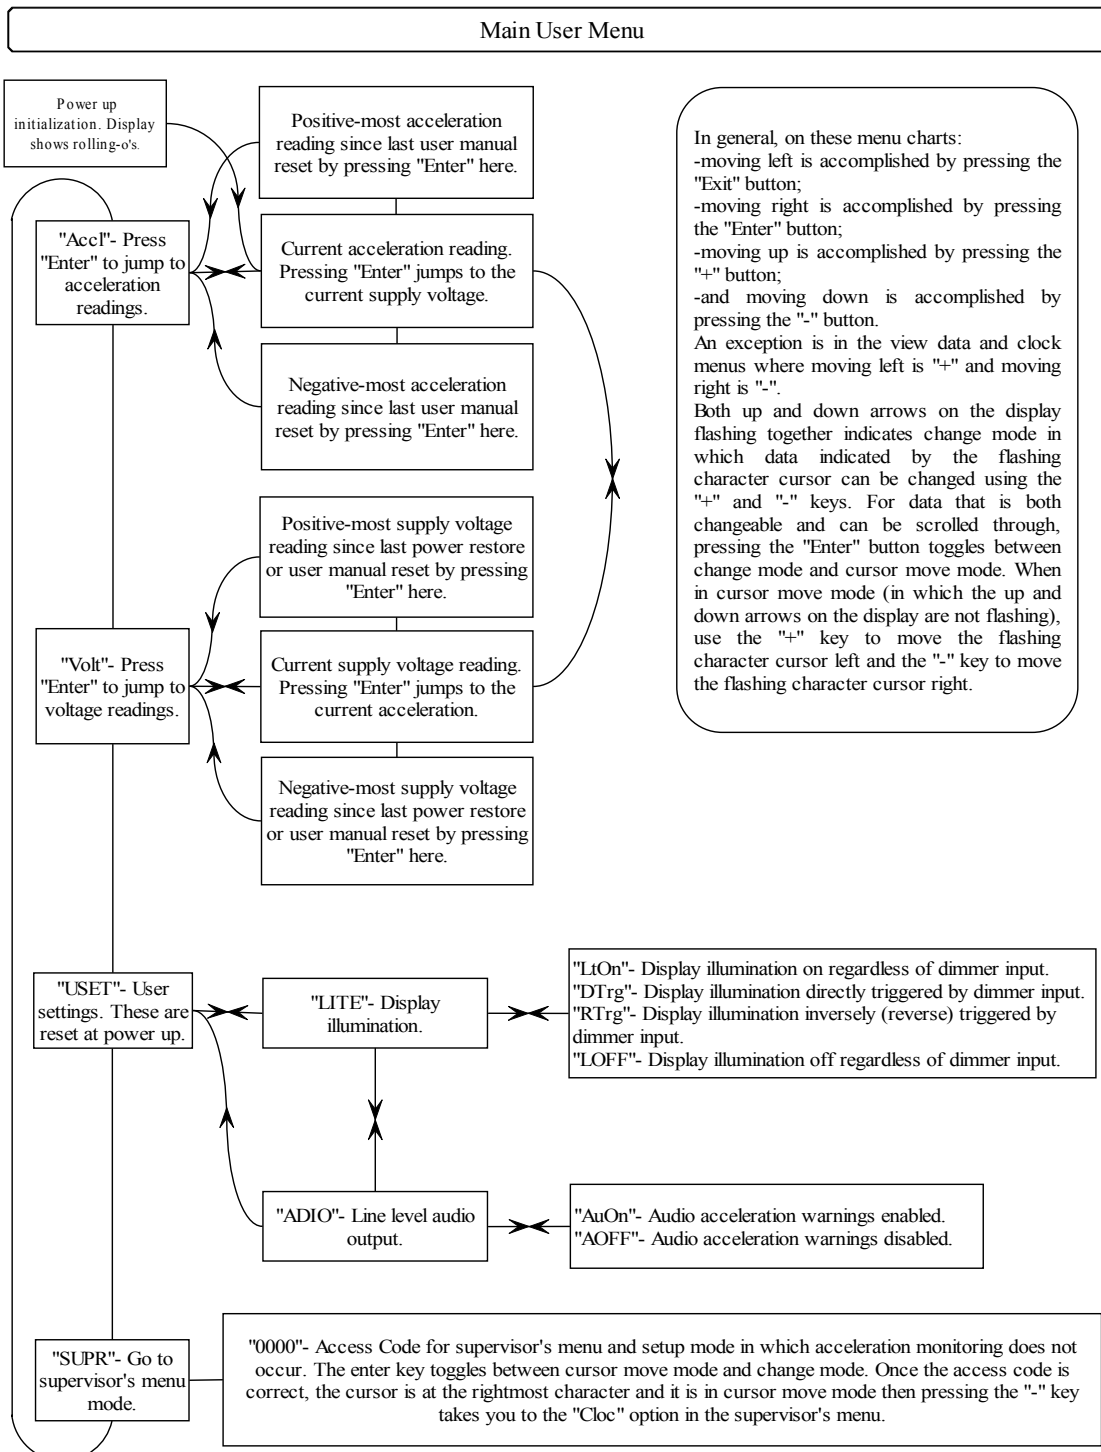 Main User Menu
Power up
initialization. Display
shows rolling-o's.
Positive-most acceleration
reading since last user manual
reset by pressing "Enter" here.
"Accl"- Press
"Enter" to jump to
acceleration
readings.
Current acceleration reading.
Pressing "Enter" jumps to the
current supply voltage.
Negative-most acceleration
reading since last user manual
reset by pressing "Enter" here.
In general, on these menu charts:
-moving left is accomplished by pressing the
"Exit" button;
-moving right is accomplished by pressing
the "Enter" button;
-moving up is accomplished by pressing the
"+" button;
-and moving down is accomplished by
pressing the "-" button.
An exception is in the view data and clock
menus where moving left is "+" and moving
right is "-".
Both up and down arrows on the display
flashing together indicates change mode in
which data indicated by the flashing
character cursor can be changed using the
"+" and "-" keys. For data that is both
changeable and can be scrolled through,
pressing the "Enter" button toggles between
change mode and cursor move mode. When
in cursor move mode (in which the up and
down arrows on the display are not flashing),
use the "+" key to move the flashing
character cursor left and the "-" key to move
the flashing character cursor right.
Positive-most supply voltage
reading since last power restore
or user manual reset by pressing
"Enter" here.
"Volt"- Press
"Enter" to jump to
voltage readings.
Current supply voltage reading.
Pressing "Enter" jumps to the
current acceleration.
Negative-most supply voltage
reading since last power restore
or user manual reset by pressing
"Enter" here.
"USET"- User
settings. These are
reset at power up.
"LITE"- Display
illumination.
"LtOn"- Display illumination on regardless of dimmer input.
"DTrg"- Display illumination directly triggered by dimmer input.
"RTrg"- Display illumination inversely (reverse) triggered by
dimmer input.
"LOFF"- Display illumination off regardless of dimmer input.
"ADIO"- Line level audio
output.
"AuOn"- Audio acceleration warnings enabled.
"AOFF"- Audio acceleration warnings disabled.
"SUPR"- Go to
supervisor's menu
mode.
"0000"- Access Code for supervisor's menu and setup mode in which acceleration monitoring does not
occur. The enter key toggles between cursor move mode and change mode. Once the access code is
correct, the cursor is at the rightmost character and it is in cursor move mode then pressing the "-" key
takes you to the "Cloc" option in the supervisor's menu.